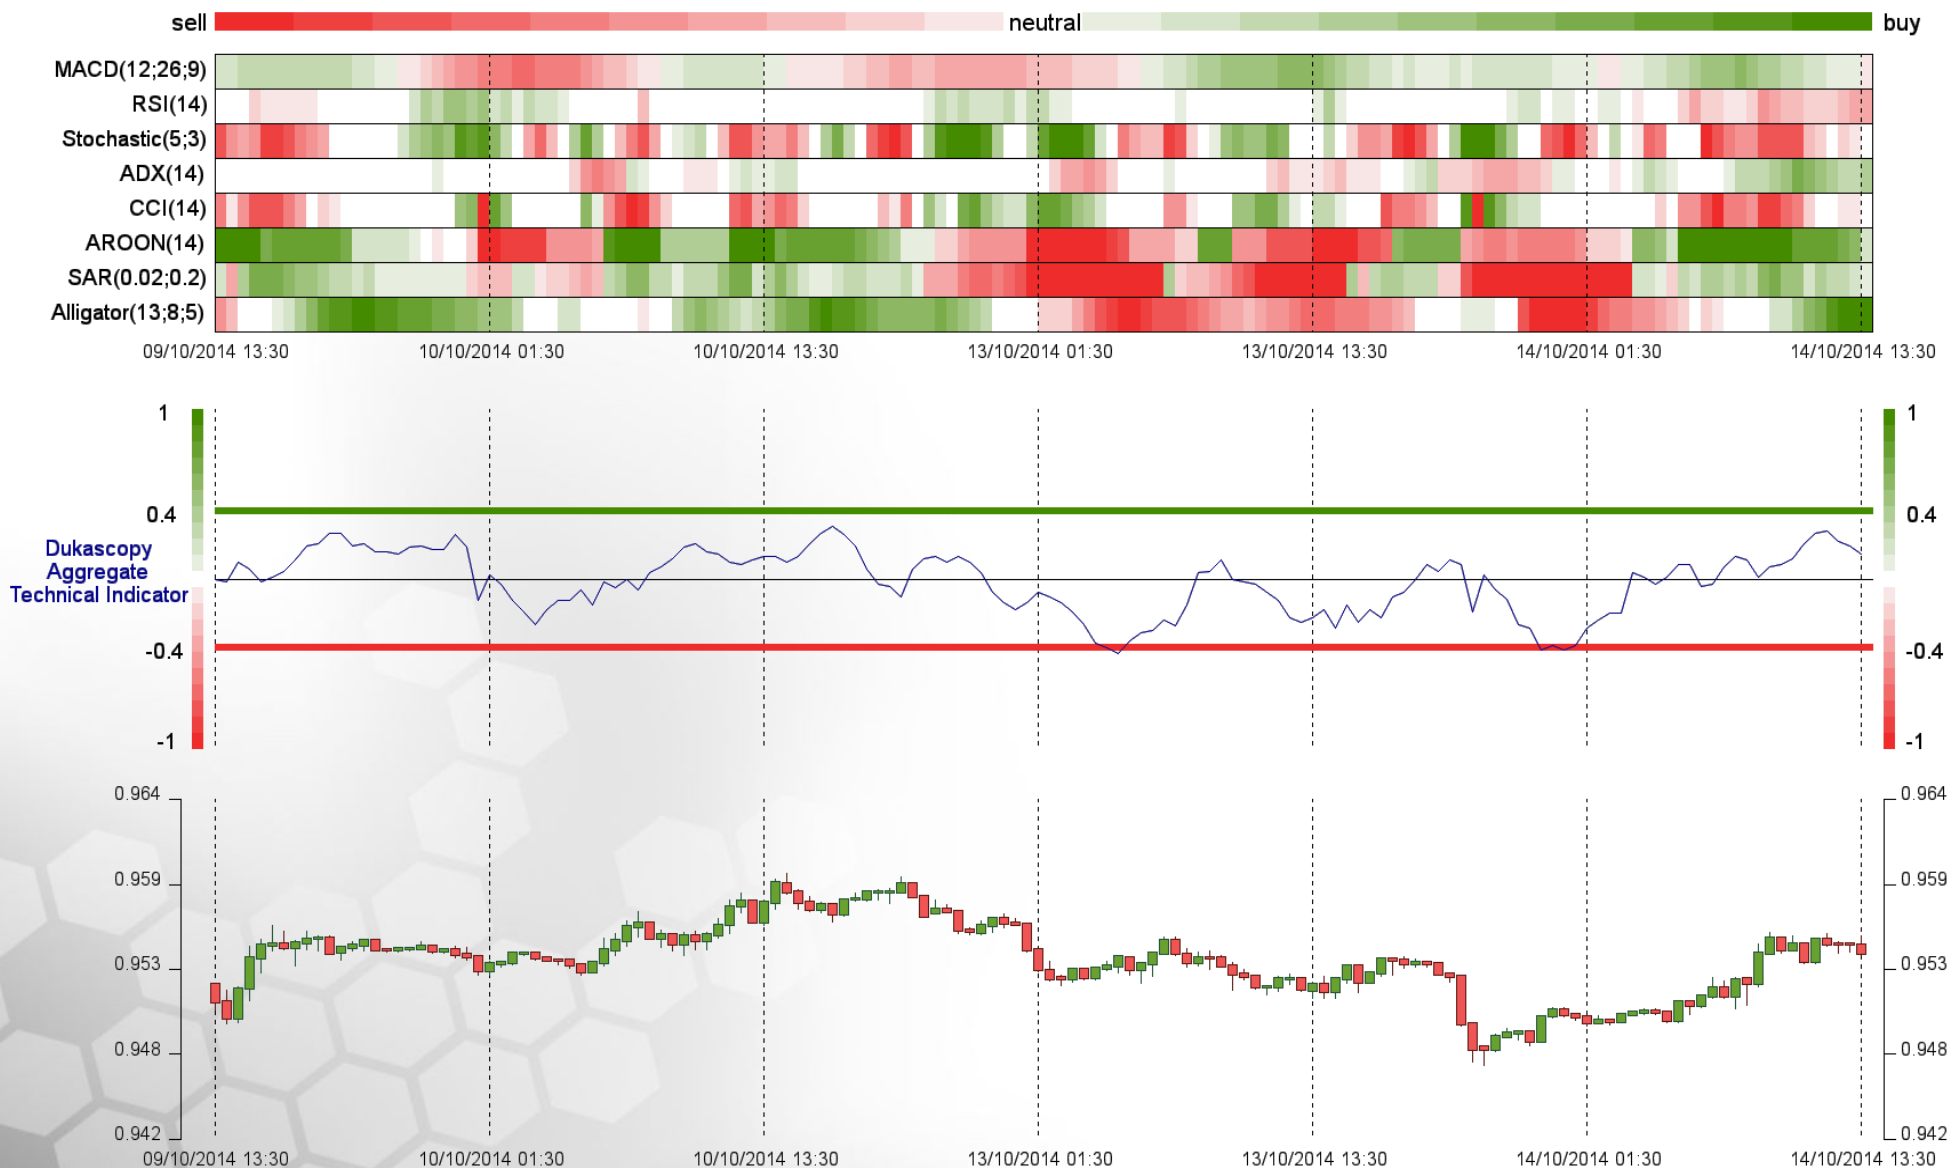 sell neutral buy
MACD(12;26;9)
RSI(14)
Stochastic(5;3)
ADX(14)
CCI(14)
AROON(14)
SAR(0.02;0.2)
Alligator(13;8;5)
09/10/2014 13:30 10/10/2014 01:30 10/10/2014 13:30 13/10/2014 01:30 13/10/2014 13:30 14/10/2014 01:30 14/10/2014 13:30
1 1
0.4 0.4
Dukascopy
Aggregate
Technical Indicator
-0.4 -0.4
-1 -1
0.964 0.964
0.959 0.959
0.953 0.953
0.948 0.948
0.942 0.942
09/10/2014 13:30 10/10/2014 01:30 10/10/2014 13:30 13/10/2014 01:30 13/10/2014 13:30 14/10/2014 01:30 14/10/2014 13:30